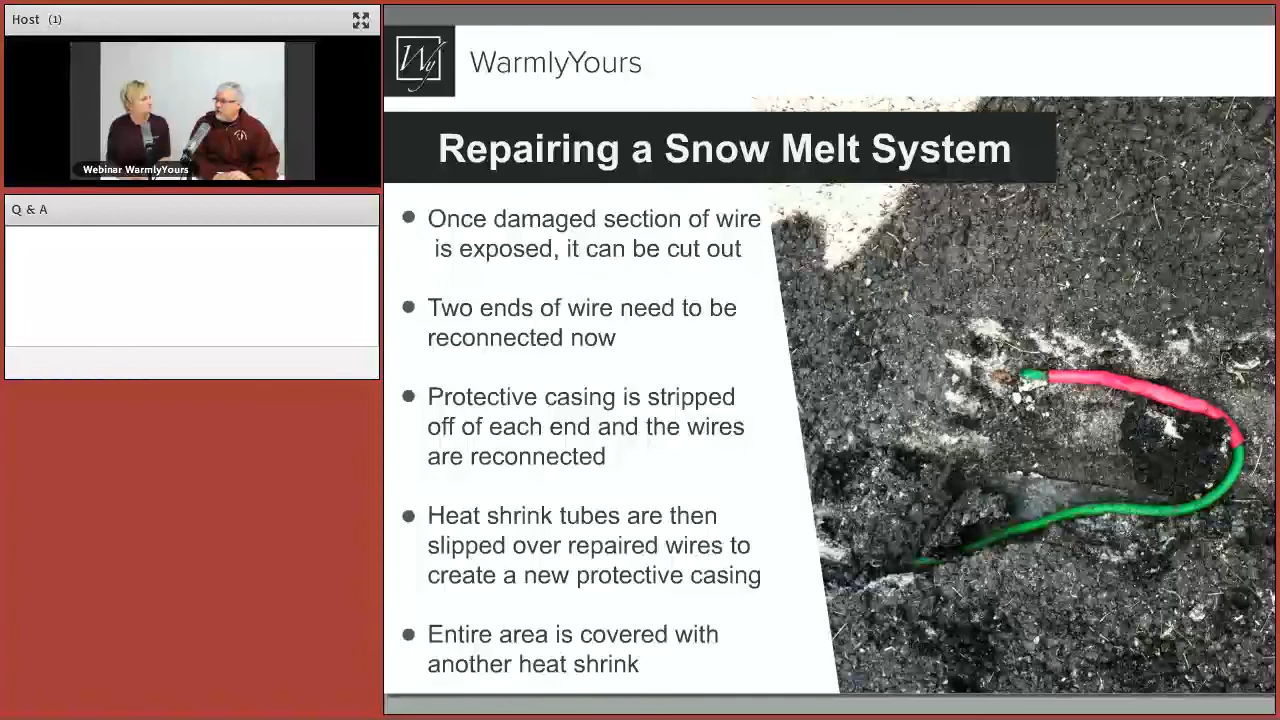 Host (1)
Webinar WarmlyYours
Q & A
Wy
WarmlyYours
Repairing a Snow Melt System
Once damaged section of wire
is exposed, it can be cut out
Two ends of wire need to be
reconnected now
Protective casing is stripped
off of each end and the wires
are reconnected
Heat shrink tubes are then
slipped over repaired wires to
create a new protective casing
Entire area is covered with
another heat shrink